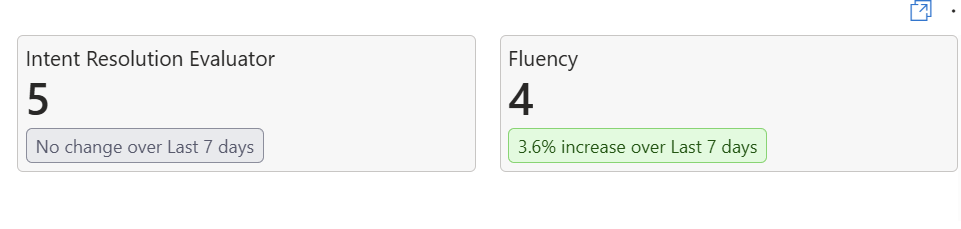 Intent Resolution Evaluator
5
No change over Last 7 days
Fluency
4
3.6% increase over Last 7 days